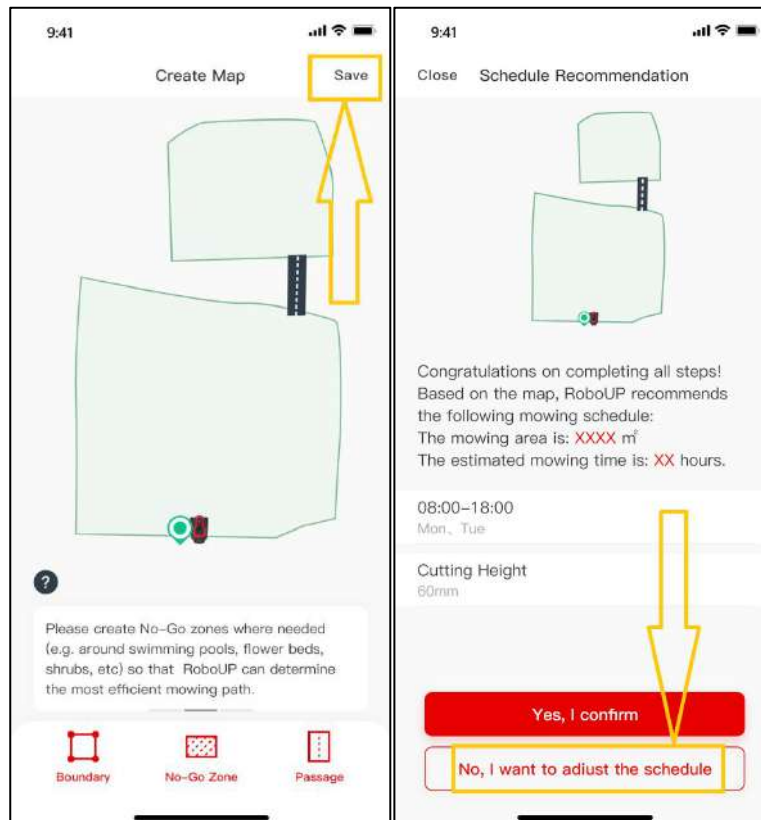 9:41
Create Map
Save
?
Please create No-Go zones where needed
(e.g. around swimming pools, flower beds,
shrubs, etc) so that RoboUP can determine
the most efficient mowing path.
Boundary
No-Go Zone
Passage
9:41
Close
Schedule Recommendation
Congratulations on completing all steps!
Based on the map, RoboUP recommends
the following mowing schedule:
The mowing area is: XXXX ㎡
The estimated mowing time is: XX hours.
08:00-18:00
Mon、Tue
Cutting Height
60mm
Yes, I confirm
No, I want to adiust the schedule